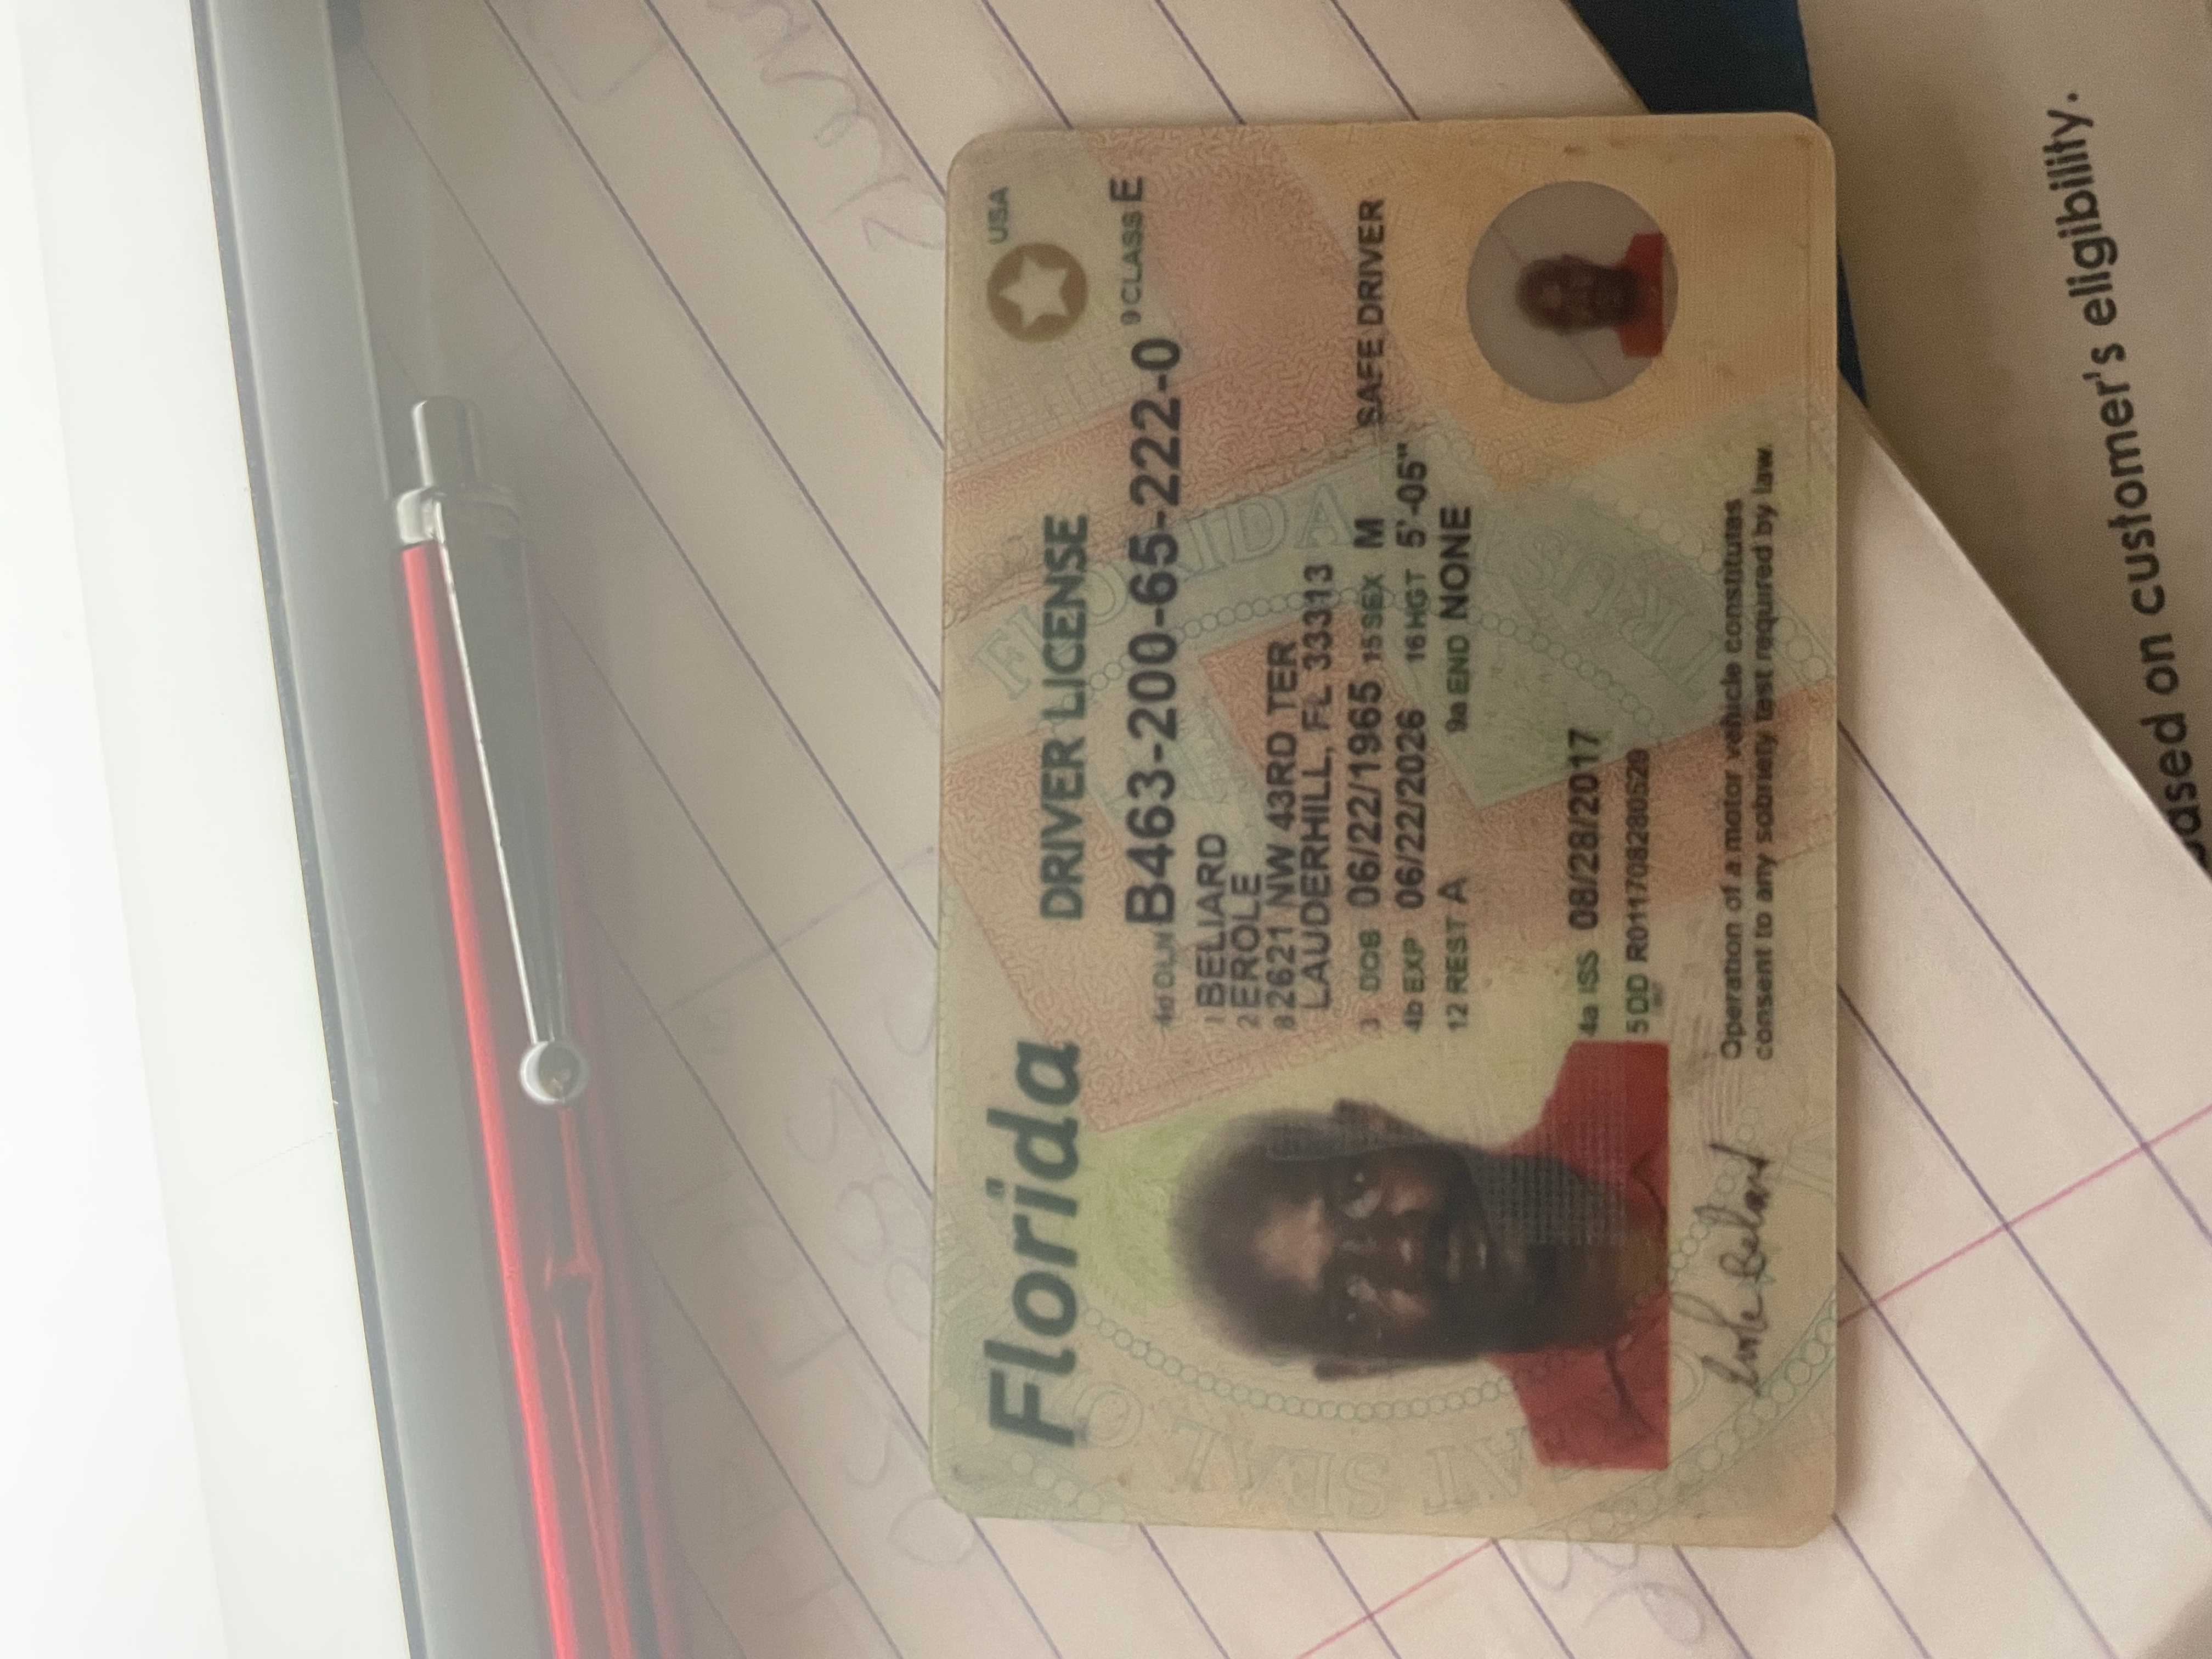 Florida
DRIVER LICENSE
USA
9 CLASS E
4d DLN B463-200-65-222-0
1 BELIARD
2 EROLE
8 2621 NW 43RD TER
LAUDERHILL, FL 33313
3 DOB 06/22/1965 15 SEX M SAFE DRIVER
4b EXP 06/22/2026 16 HGT 5'-05"
12 REST A 9a END NONE
4a ISS 08/28/2017
5 DD R011708280529
Erole Beliard
Operation of a motor vehicle constitutes
consent to any sobriety test required by law.
based on customer's eligibility.